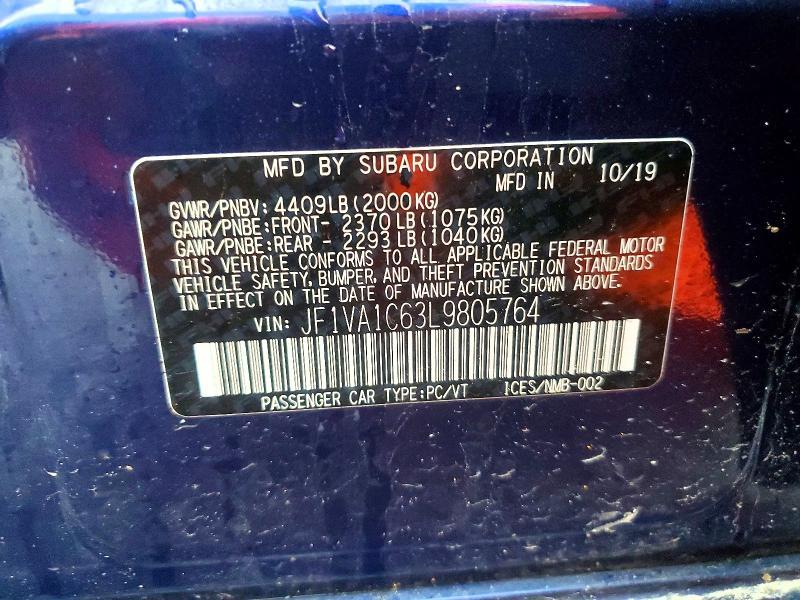 MFD BY SUBARU CORPORATION
MFD IN 10/19
GVWR/PNBV: 4409LB(2000KG)
GAWR/PNBE:FRONT- 2370LB(1075KG)
GAWR/PNBE:REAR - 2293LB(1040KG)
THIS VEHICLE CONFORMS TO ALL APPLICABLE FEDERAL MOTOR
VEHICLE SAFETY, BUMPER, AND THEFT PREVENTION STANDARDS
IN EFFECT ON THE DATE OF MANUFACTURE SHOWN ABOVE.
VIN: JF1VA1C63L9805764
PASSENGER CAR TYPE:PC/VT ICES/NMB-002